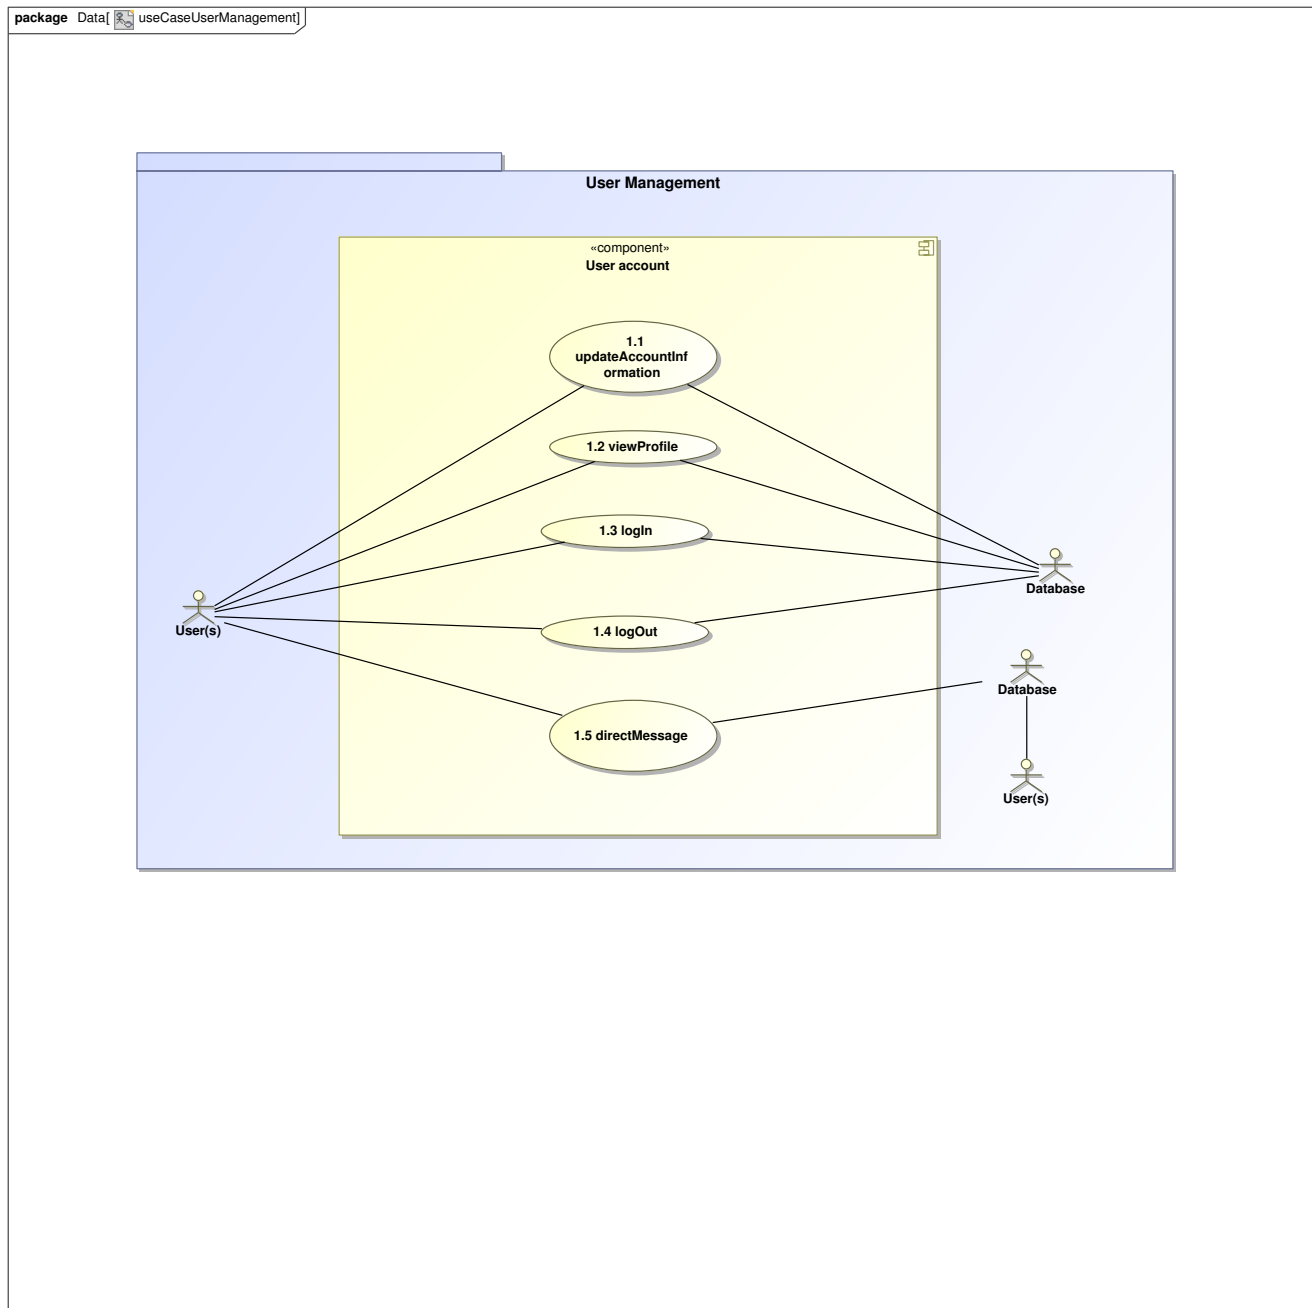 package Data[ useCaseUserManagement]
User Management
«component»
User account
1.1
updateAccountInf
ormation
1.2 viewProfile
1.3 logIn
Database
User(s)
1.4 logOut
Database
1.5 directMessage
User(s)